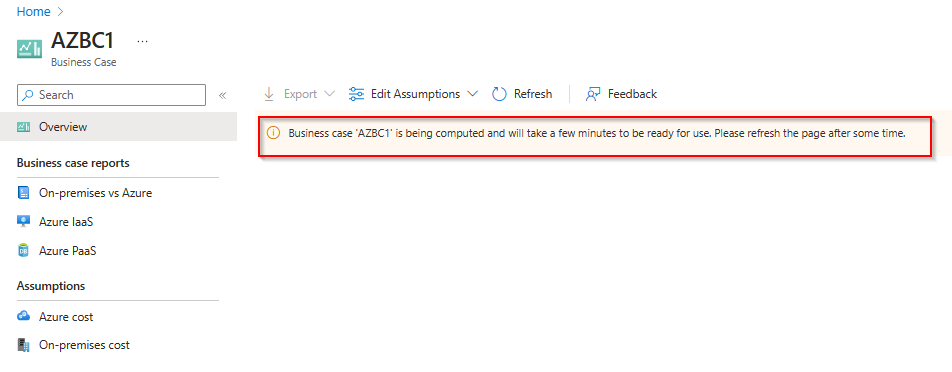 Home
AZBC1 ...
Business Case
Search
Export Edit Assumptions Refresh Feedback
Business case 'AZBC1' is being computed and will take a few minutes to be ready for use. Please refresh the page after some time.
Overview
Business case reports
On-premises vs Azure
Azure IaaS
Azure PaaS
Assumptions
Azure cost
On-premises cost